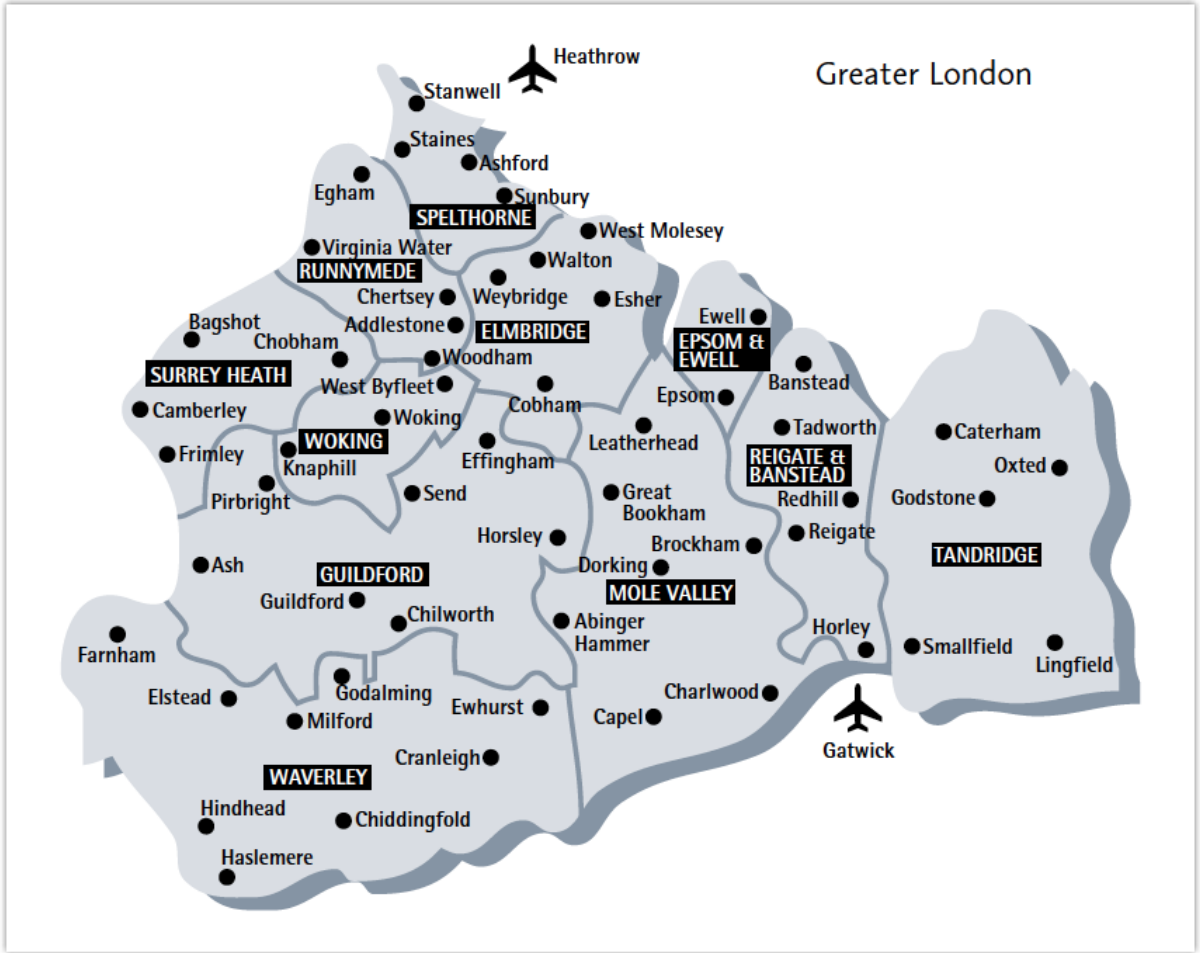 Heathrow
Greater London
Stanwell
Staines
Ashford
Egham
Sunbury
SPELTHORNE
West Molesey
Virginia Water
Walton
RUNNYMEDE
Chertsey
Weybridge
Esher
Ewell
Bagshot
Addlestone
ELMBRIDGE
Chobham
EPSOM &
EWELL
Woodham
SURREY HEATH
West Byfleet
Banstead
Epsom
Cobham
Camberley
Woking
Leatherhead
Tadworth
Caterham
WOKING
Frimley
Knaphill
Effingham
REIGATE &
BANSTEAD
Oxted
Pirbright
Send
Great
Bookham
Redhill
Godstone
Horsley
Brockham
Reigate
TANDRIDGE
Ash
GUILDFORD
Dorking
MOLE VALLEY
Guildford
Chilworth
Abinger
Hammer
Horley
Farnham
Smallfield
Lingfield
Elstead
Godalming
Ewhurst
Charlwood
Milford
Capel
Gatwick
Cranleigh
WAVERLEY
Hindhead
Chiddingfold
Haslemere